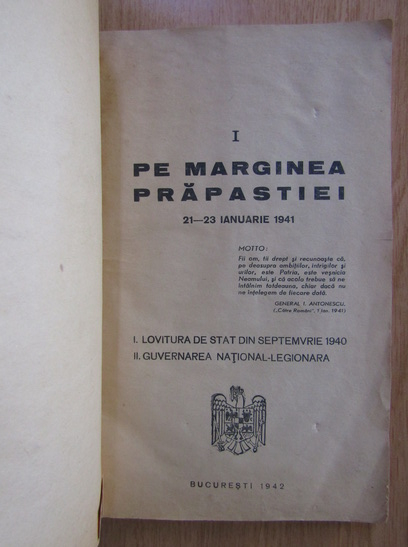 I
PE MARGINEA
PRĂPASTIEI
21—23 IANUARIE 1941
MOTTO:
Fii om, fii drept și recunoaște că,
pe deasupra ambițiilor, intrigilor și
urilor, este Patria, este veșnicia
Neamului, și că acolo trebue să ne
întâlnim totdeauna, chiar dacă nu
ne înțelegem de fiecare dată.
GENERAL I. ANTONESCU.
(„Către Români”, 1 Ian. 1941)
I. LOVITURA DE STAT DIN SEPTEMVRIE 1940
II. GUVERNAREA NAȚIONAL-LEGIONARA
BUCUREȘTI 1942